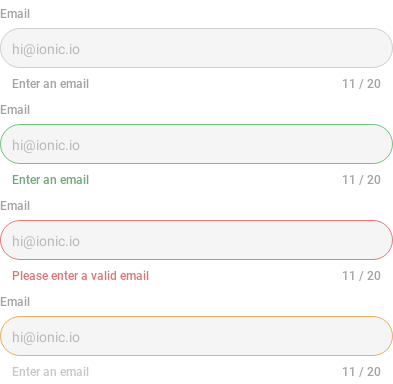 Email
hi@ionic.io
Enter an email 11 / 20
Email
hi@ionic.io
Enter an email 11 / 20
Email
hi@ionic.io
Please enter a valid email 11 / 20
Email
hi@ionic.io
Enter an email 11 / 20